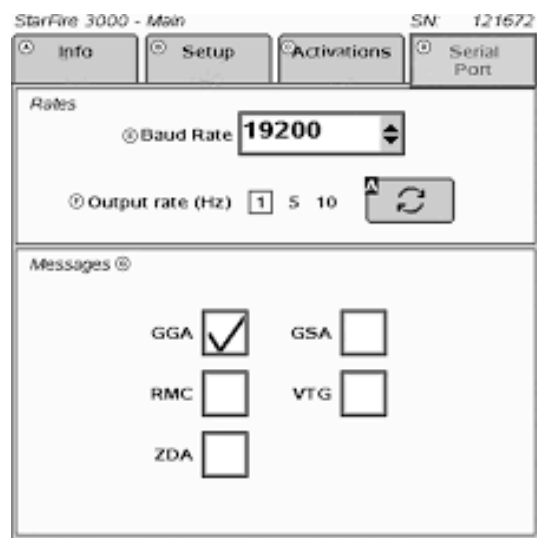 StarFire 3000 - Main SN: 121672
Info Setup Activations Serial Port
Rates
Baud Rate 19200
Output rate (Hz) 1 5 10
A
Messages
GGA GSA
RMC VTG
ZDA